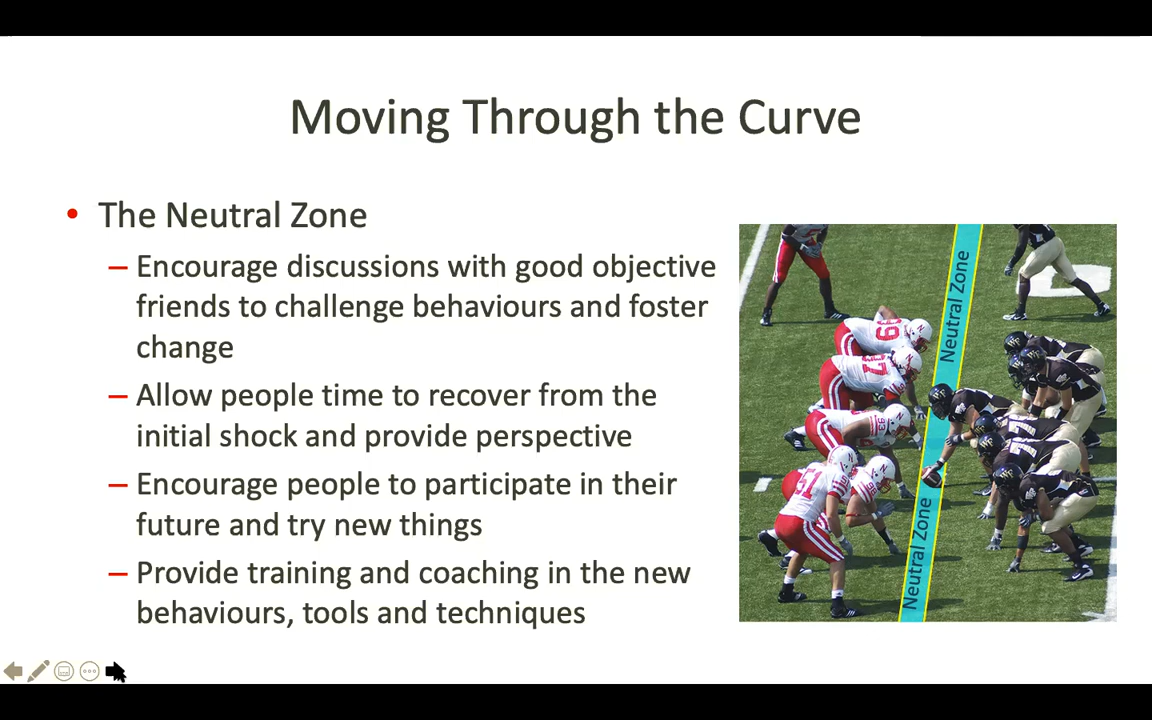 Moving Through the Curve
• The Neutral Zone
– Encourage discussions with good objective
friends to challenge behaviours and foster
change
– Allow people time to recover from the
initial shock and provide perspective
– Encourage people to participate in their
future and try new things
– Provide training and coaching in the new
behaviours, tools and techniques
Neutral Zone
Neutral Zone
97
93
51